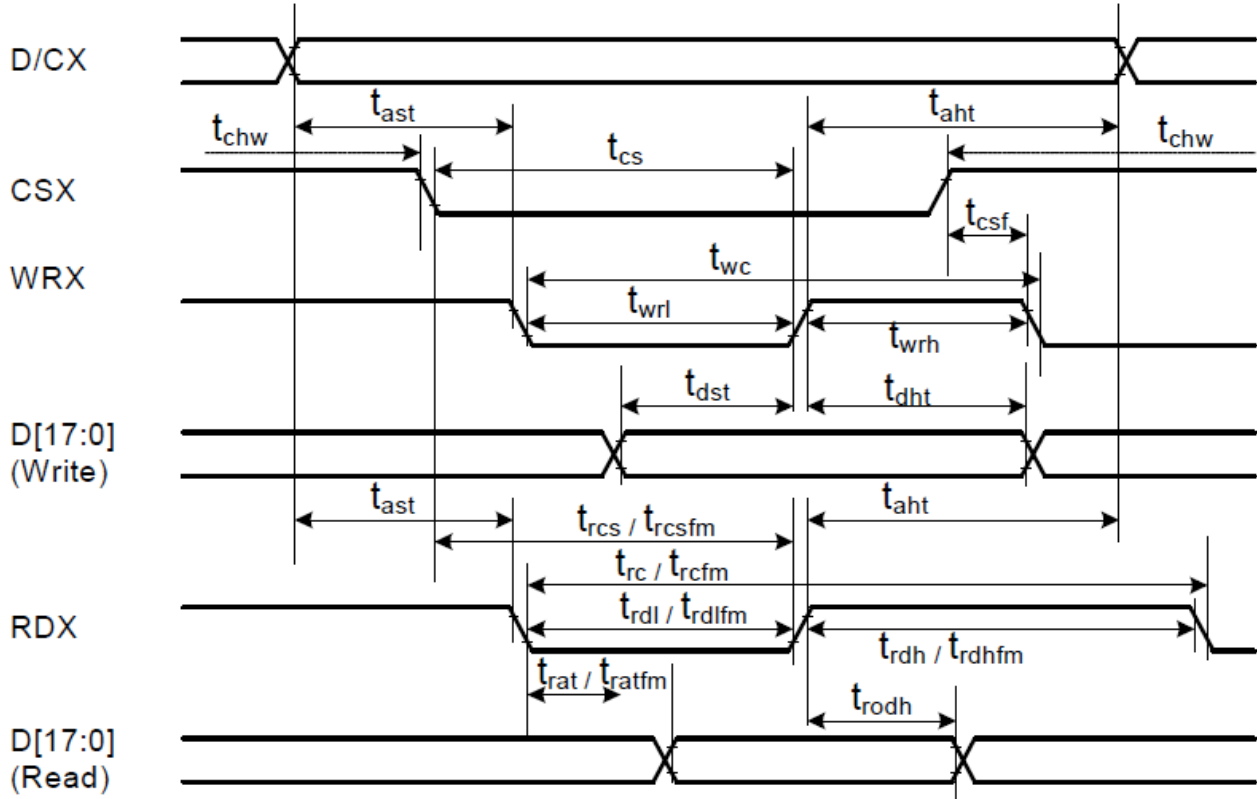 D/CX
t_ast
t_aht
t_chw
t_cs
t_chw
CSX
t_csf
WRX
t_wc
t_wrl
t_wrh
t_dst
t_dht
D[17:0]
(Write)
t_ast
t_rcs / t_rcsfm
t_aht
t_rc / t_rcfm
RDX
t_rdl / t_rdlfm
t_rdh / t_rdhfm
t_rat / t_ratfm
t_rodh
D[17:0]
(Read)